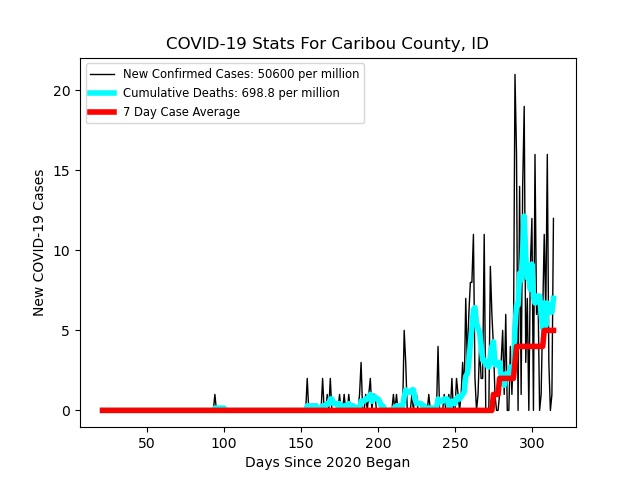 COVID-19 Stats For Caribou County, ID
New Confirmed Cases: 50600 per million
Cumulative Deaths: 698.8 per million
7 Day Case Average
New COVID-19 Cases
20
15
10
5
0
50 100 150 200 250 300
Days Since 2020 Began